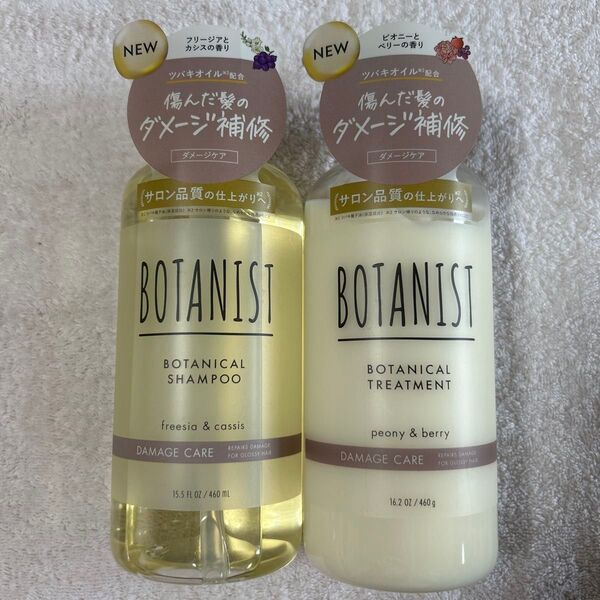 NEW
フリージアと
カシスの香り
ツバキオイル※1配合
傷んだ髪の
ダメージ補修
ダメージケア
サロン品質の仕上がりへ
BOTANIST
BOTANICAL
SHAMPOO
freesia & cassis
DAMAGE CARE
REPAIRS DAMAGE
FOR GLOSSY HAIR
15.5 FL OZ / 460 mL
NEW
ピオニーと
ベリーの香り
ツバキオイル※1配合
傷んだ髪の
ダメージ補修
ダメージケア
サロン品質の仕上がりへ
BOTANIST
BOTANICAL
TREATMENT
peony & berry
DAMAGE CARE
REPAIRS DAMAGE
FOR GLOSSY HAIR
16.2 OZ / 460 g